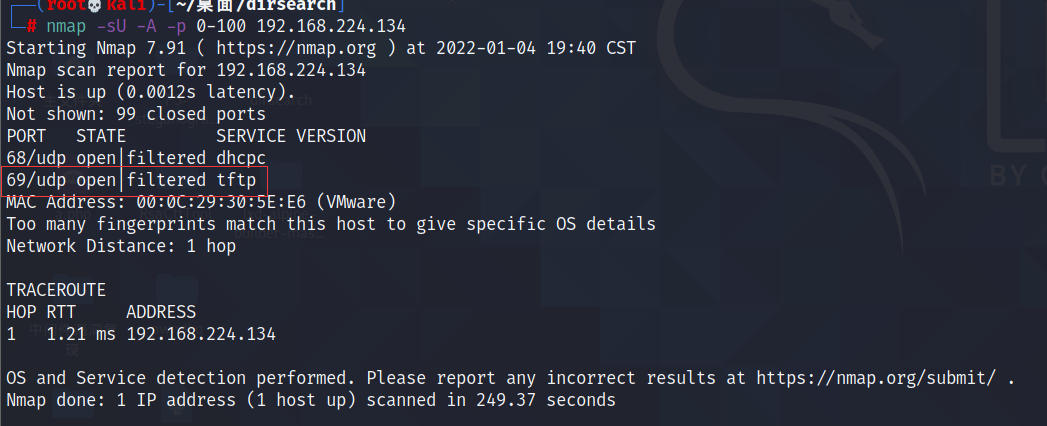 ┌──(root💀kali)-[~/桌面/dirsearch]
└─# nmap -sU -A -p 0-100 192.168.224.134
Starting Nmap 7.91 ( https://nmap.org ) at 2022-01-04 19:40 CST
Nmap scan report for 192.168.224.134
Host is up (0.0012s latency).
Not shown: 99 closed ports
PORT   STATE         SERVICE VERSION
68/udp open|filtered dhcpc
69/udp open|filtered tftp
MAC Address: 00:0C:29:30:5E:E6 (VMware)
Too many fingerprints match this host to give specific OS details
Network Distance: 1 hop

TRACEROUTE
HOP RTT     ADDRESS
1   1.21 ms 192.168.224.134

OS and Service detection performed. Please report any incorrect results at https://nmap.org/submit/ .
Nmap done: 1 IP address (1 host up) scanned in 249.37 seconds